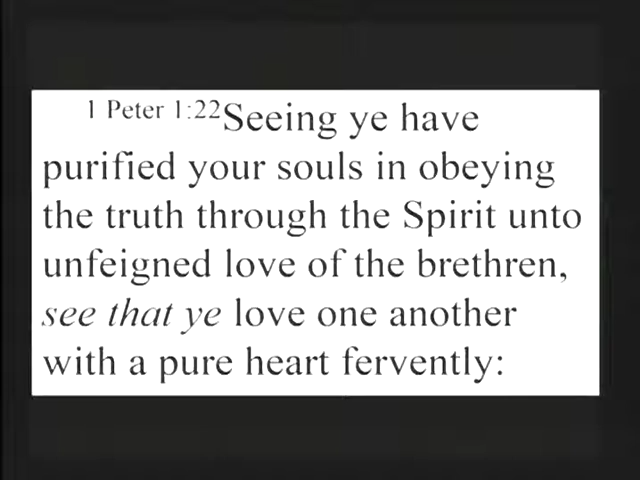 1 Peter 1:22Seeing ye have
purified your souls in obeying
the truth through the Spirit unto
unfeigned love of the brethren,
see that ye love one another
with a pure heart fervently: